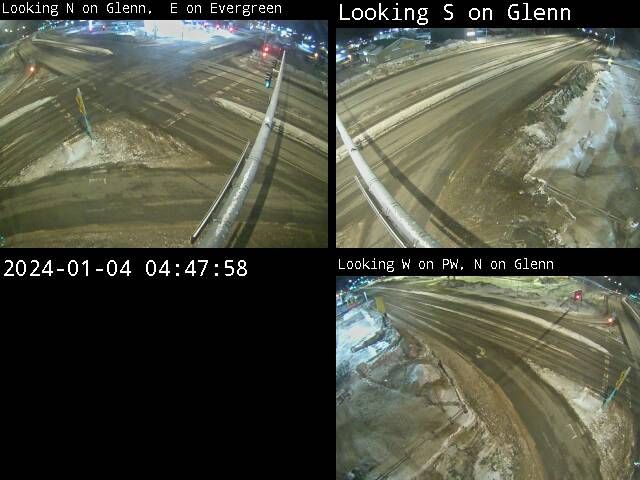 Looking N on Glenn,  E on Evergreen
Looking S on Glenn
2024-01-04 04:47:58
Looking W on PW, N on Glenn